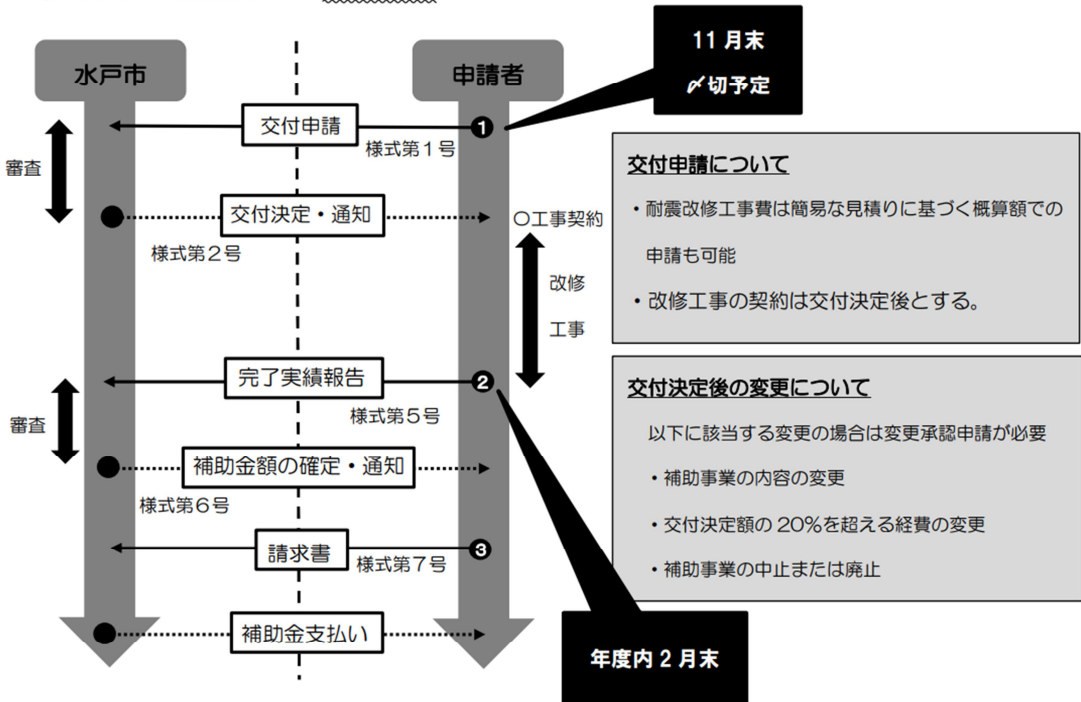 水戸市
申請者
11月末
〆切予定
交付申請
❶
様式第1号
審査
交付決定・通知
様式第2号
〇工事契約
改修
工事
完了実績報告
❷
様式第5号
審査
補助金額の確定・通知
様式第6号
請求書
❸
様式第7号
補助金支払い
年度内2月末
交付申請について
・耐震改修工事費は簡易な見積りに基づく概算額での
申請も可能
・改修工事の契約は交付決定後とする。
交付決定後の変更について
以下に該当する変更の場合は変更承認申請が必要
・補助事業の内容の変更
・交付決定額の20%を超える経費の変更
・補助事業の中止または廃止